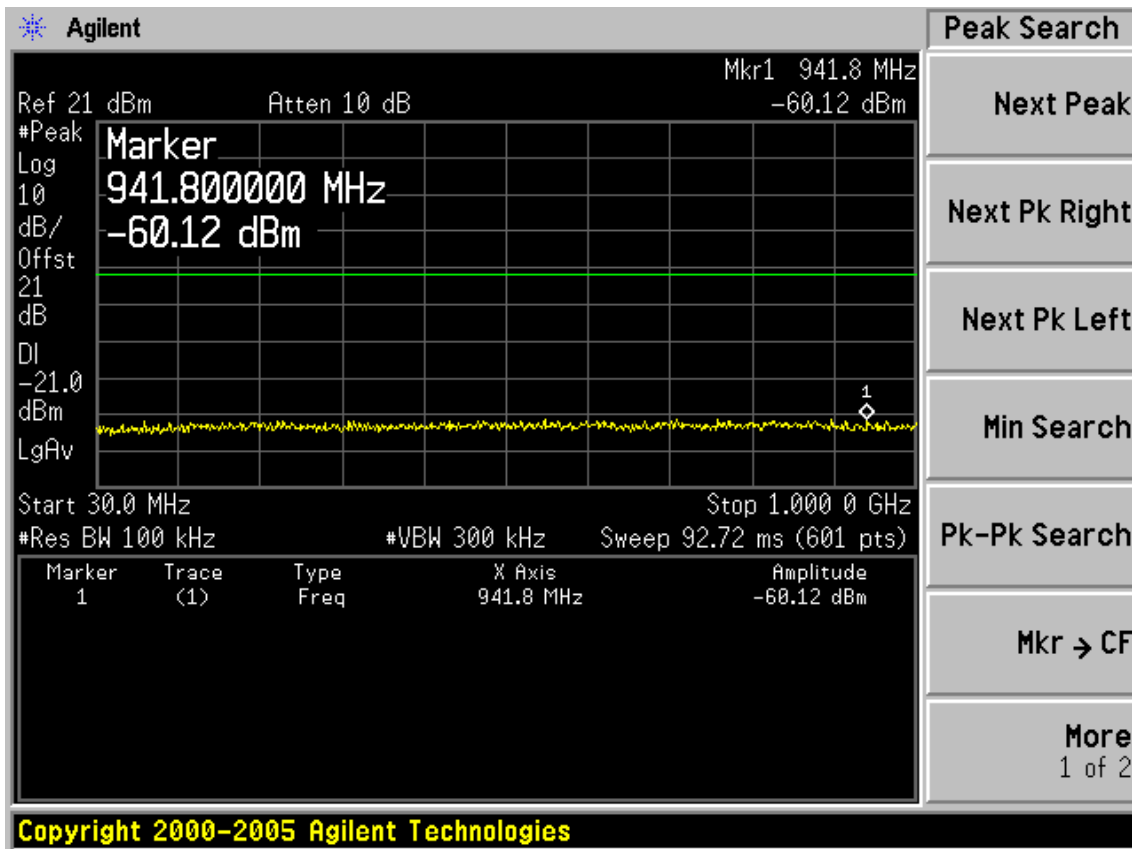 Agilent
Peak Search
Mkr1 941.8 MHz
Ref 21 dBm Atten 10 dB -60.12 dBm
#Peak
Log
10
dB/
Offst
21
dB
DI
-21.0
dBm
LgAv
Marker
941.800000 MHz
-60.12 dBm
1
Start 30.0 MHz Stop 1.000 0 GHz
#Res BW 100 kHz #VBW 300 kHz Sweep 92.72 ms (601 pts)
Marker Trace Type X Axis Amplitude
1 (1) Freq 941.8 MHz -60.12 dBm
Next Peak
Next Pk Right
Next Pk Left
Min Search
Pk-Pk Search
Mkr → CF
More
1 of 2
Copyright 2000-2005 Agilent Technologies